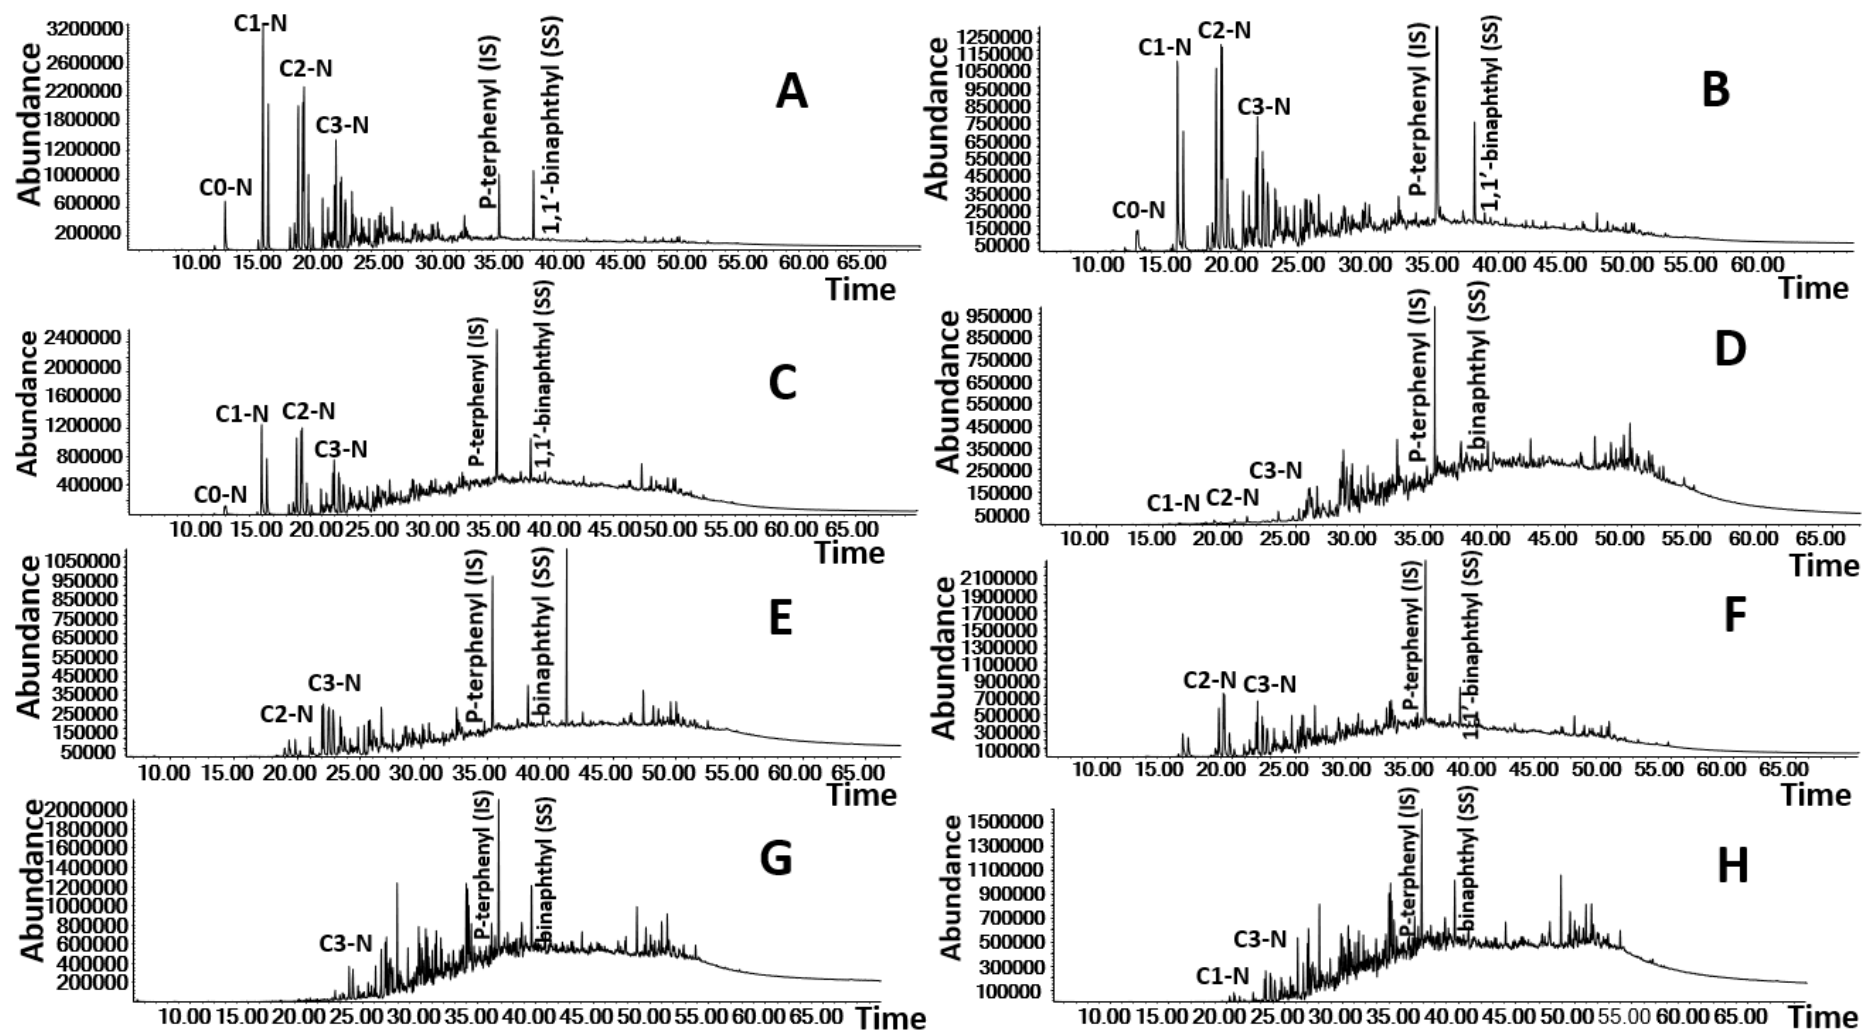 C1-N
3200000
2600000
2200000
1800000
1200000
1000000
600000
200000
Abundance
C0-N
C2-N
C3-N
P-terphenyl (IS)
1,1’-binaphthyl (SS)
A
10.00 15.00 20.00 25.00 30.00 35.00 40.00 45.00 50.00 55.00 60.00 65.00
Time
1250000
1150000
1050000
950000
850000
750000
650000
550000
450000
350000
250000
150000
50000
Abundance
C0-N
C1-N
C2-N
C3-N
P-terphenyl (IS)
1,1’-binaphthyl (SS)
B
10.00 15.00 20.00 25.00 30.00 35.00 40.00 45.00 50.00 55.00 60.00
Time
2400000
2000000
1600000
1200000
800000
400000
Abundance
C0-N
C1-N
C2-N
C3-N
P-terphenyl (IS)
1,1’-binaphthyl (SS)
C
10.00 15.00 20.00 25.00 30.00 35.00 40.00 45.00 50.00 55.00 60.00 65.00
Time
950000
850000
750000
650000
550000
450000
350000
250000
150000
50000
Abundance
C1-N
C2-N
C3-N
P-terphenyl (IS)
binaphthyl (SS)
D
10.00 15.00 20.00 25.00 30.00 35.00 40.00 45.00 50.00 55.00 60.00 65.00
Time
1050000
950000
850000
750000
650000
550000
450000
350000
250000
150000
50000
Abundance
C2-N
C3-N
P-terphenyl (IS)
binaphthyl (SS)
E
10.00 15.00 20.00 25.00 30.00 35.00 40.00 45.00 50.00 55.00 60.00 65.00
Time
2100000
1900000
1700000
1500000
1300000
1100000
900000
700000
500000
300000
100000
Abundance
C2-N
C3-N
P-terphenyl (IS)
1,1’-binaphthyl (SS)
F
10.00 15.00 20.00 25.00 30.00 35.00 40.00 45.00 50.00 55.00 60.00 65.00
Time
2000000
1800000
1600000
1400000
1200000
1000000
800000
600000
400000
200000
Abundance
C3-N
P-terphenyl (IS)
binaphthyl (SS)
G
10.00 15.00 20.00 25.00 30.00 35.00 40.00 45.00 50.00 55.00 60.00 65.00
Time
1500000
1300000
1100000
900000
700000
500000
300000
100000
Abundance
C1-N
C3-N
P-terphenyl (IS)
binaphthyl (SS)
H
10.00 15.00 20.00 25.00 30.00 35.00 40.00 45.00 50.00 55.00 60.00 65.00
Time